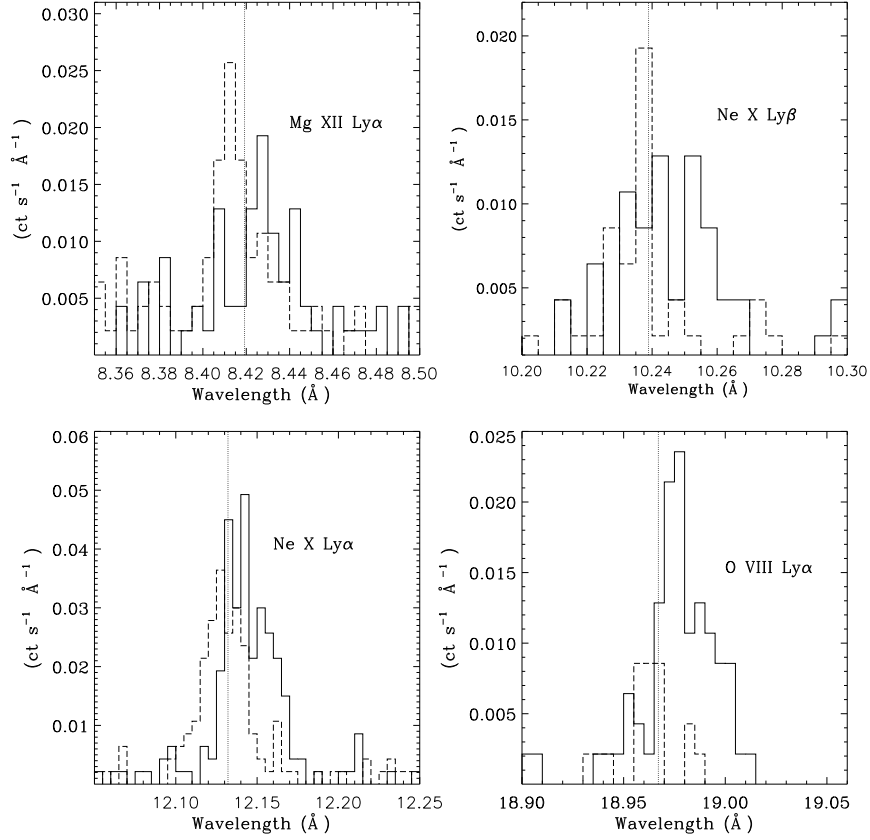 0.030
0.025
0.020
0.015
0.010
0.005
(ct s⁻¹ Å⁻¹)
Mg XII Lyα
8.36 8.38 8.40 8.42 8.44 8.46 8.48 8.50
Wavelength (Å)
0.020
0.015
0.010
0.005
(ct s⁻¹ Å⁻¹)
Ne X Lyβ
10.20 10.22 10.24 10.26 10.28 10.30
Wavelength (Å)
0.06
0.05
0.04
0.03
0.02
0.01
(ct s⁻¹ Å⁻¹)
Ne X Lyα
12.10 12.15 12.20 12.25
Wavelength (Å)
0.025
0.020
0.015
0.010
0.005
(ct s⁻¹ Å⁻¹)
O VIII Lyα
18.90 18.95 19.00 19.05
Wavelength (Å)